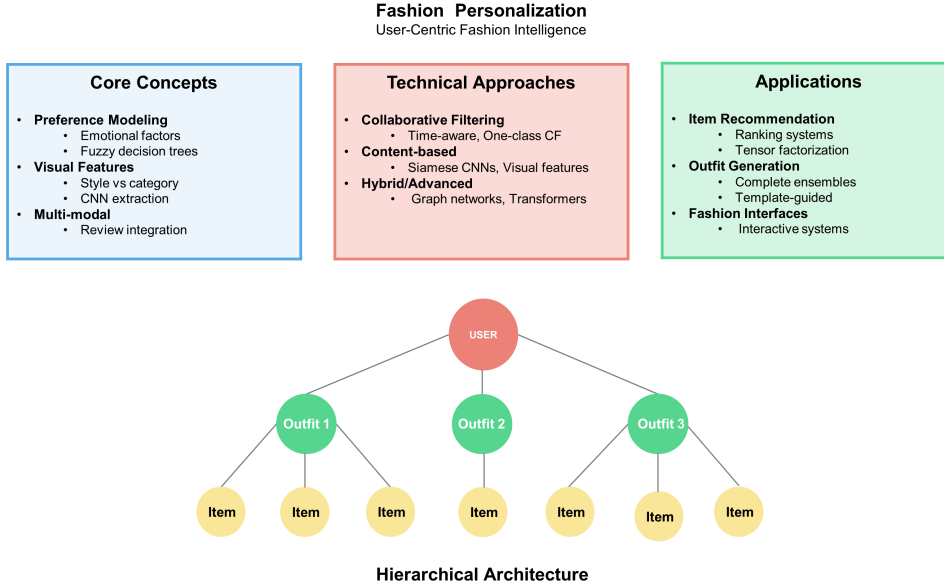 Fashion Personalization
User-Centric Fashion Intelligence
Core Concepts
• Preference Modeling
• Emotional factors
• Fuzzy decision trees
• Visual Features
• Style vs category
• CNN extraction
• Multi-modal
• Review integration
Technical Approaches
• Collaborative Filtering
• Time-aware, One-class CF
• Content-based
• Siamese CNNs, Visual features
• Hybrid/Advanced
• Graph networks, Transformers
Applications
• Item Recommendation
• Ranking systems
• Tensor factorization
• Outfit Generation
• Complete ensembles
• Template-guided
• Fashion Interfaces
• Interactive systems
USER
Outfit 1
Outfit 2
Outfit 3
Item
Item
Item
Item
Item
Item
Item
Hierarchical Architecture